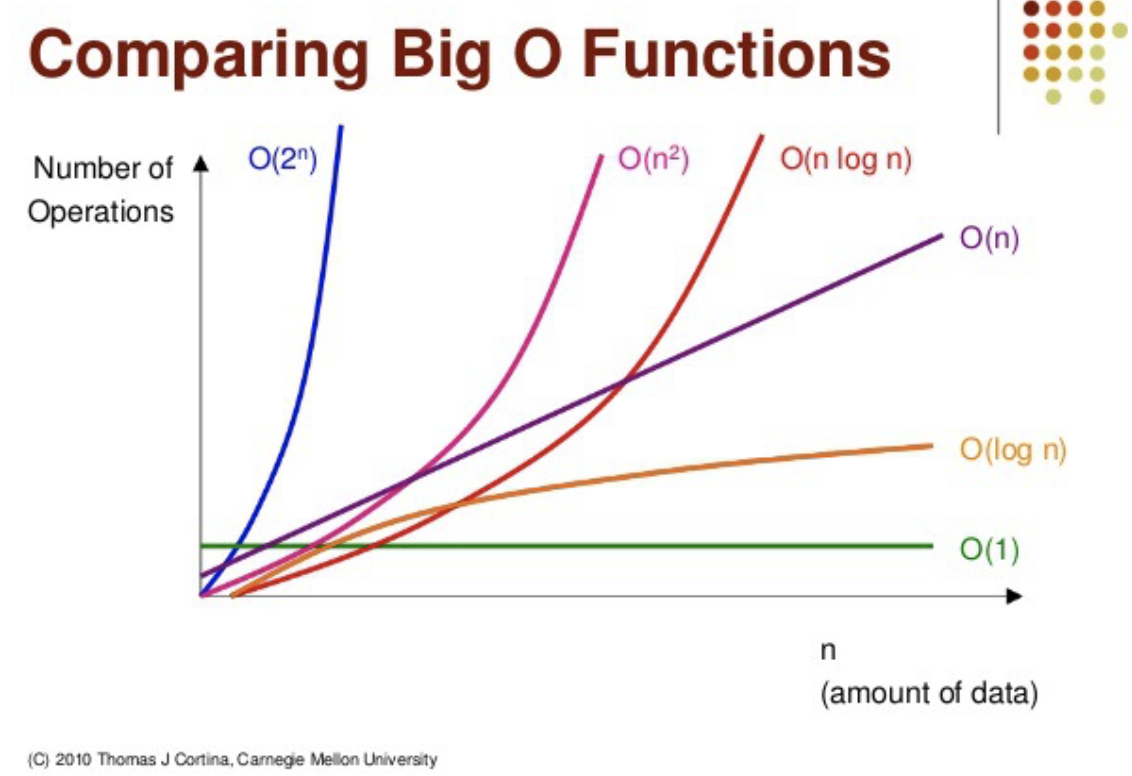 Comparing Big O Functions
Number of
Operations
O(2ⁿ)
O(n²)
O(n log n)
O(n)
O(log n)
O(1)
n
(amount of data)
(C) 2010 Thomas J Cortina, Carnegie Mellon University